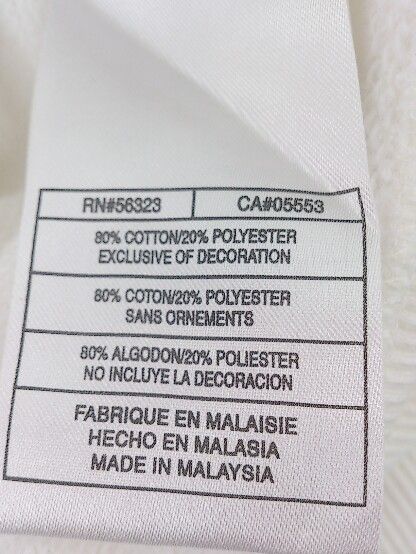 RN#56323 CA#05553
80% COTTON/20% POLYESTER
EXCLUSIVE OF DECORATION
80% COTON/20% POLYESTER
SANS ORNEMENTS
80% ALGODON/20% POLIESTER
NO INCLUYE LA DECORACION
FABRIQUE EN MALAISIE
HECHO EN MALASIA
MADE IN MALAYSIA